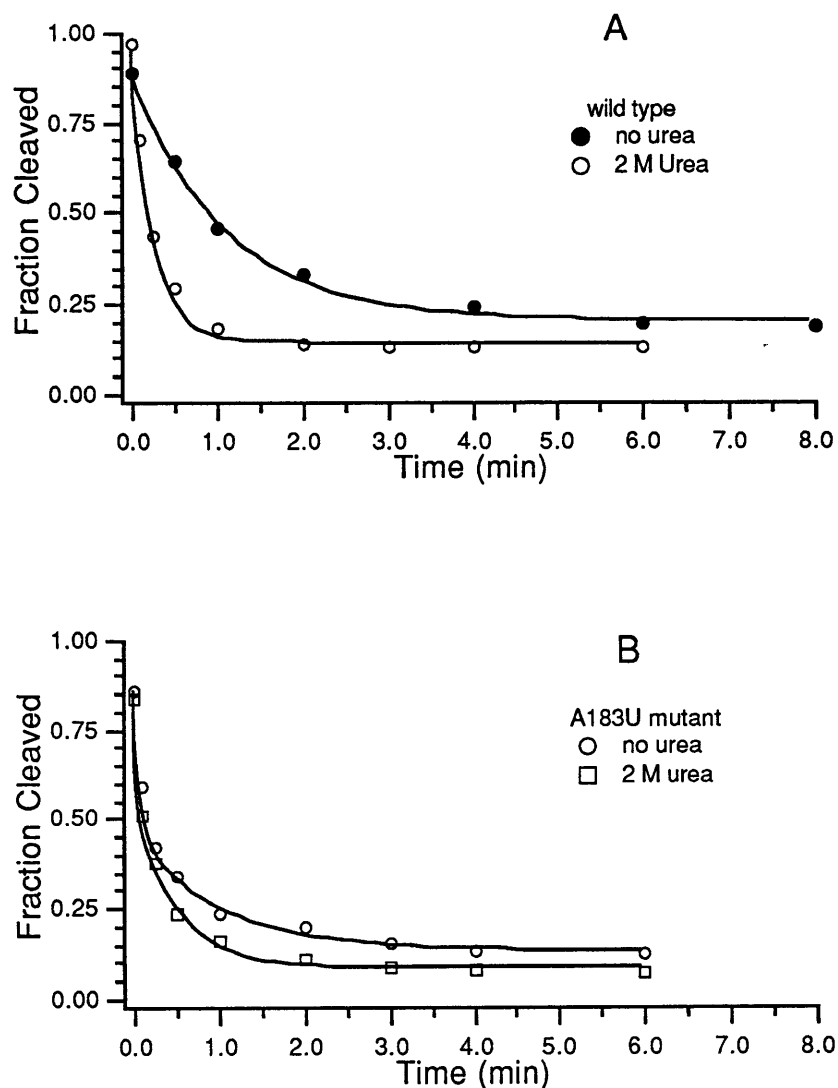 A
wild type
no urea
2 M Urea
Fraction Cleaved
1.00
0.75
0.50
0.25
0.00
0.0 1.0 2.0 3.0 4.0 5.0 6.0 7.0 8.0
Time (min)
B
A183U mutant
no urea
2 M urea
Fraction Cleaved
1.00
0.75
0.50
0.25
0.00
0.0 1.0 2.0 3.0 4.0 5.0 6.0 7.0 8.0
Time (min)